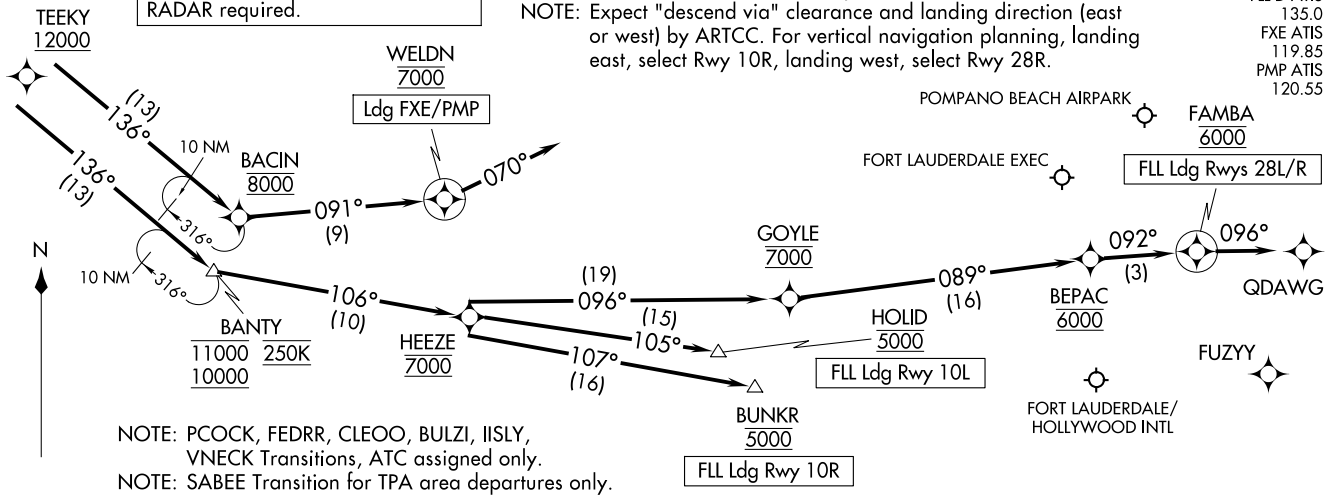 RADAR required.
NOTE: Expect "descend via" clearance and landing direction (east
or west) by ARTCC. For vertical navigation planning, landing
east, select Rwy 10R, landing west, select Rwy 28R.
135.0
FXE ATIS
119.85
PMP ATIS
120.55
TEEKY
12000
WELDN
7000
Ldg FXE/PMP
(13)
136°
136°
(13)
10 NM
316°
10 NM
316°
BACIN
8000
091°
(9)
070°
POMPANO BEACH AIRPARK
FORT LAUDERDALE EXEC
FAMBA
6000
FLL Ldg Rwys 28L/R
N
BANTY
11000 250K
10000
106°
(10)
HEEZE
7000
(19)
096°
GOYLE
7000
089°
(16)
BEPAC
6000
092°
(3)
096°
QDAWG
(15)
105°
HOLID
5000
FLL Ldg Rwy 10L
107°
(16)
BUNKR
5000
FLL Ldg Rwy 10R
FUZYY
FORT LAUDERDALE/
HOLLYWOOD INTL
NOTE: PCOCK, FEDRR, CLEOO, BULZI, IISLY,
VNECK Transitions, ATC assigned only.
NOTE: SABEE Transition for TPA area departures only.